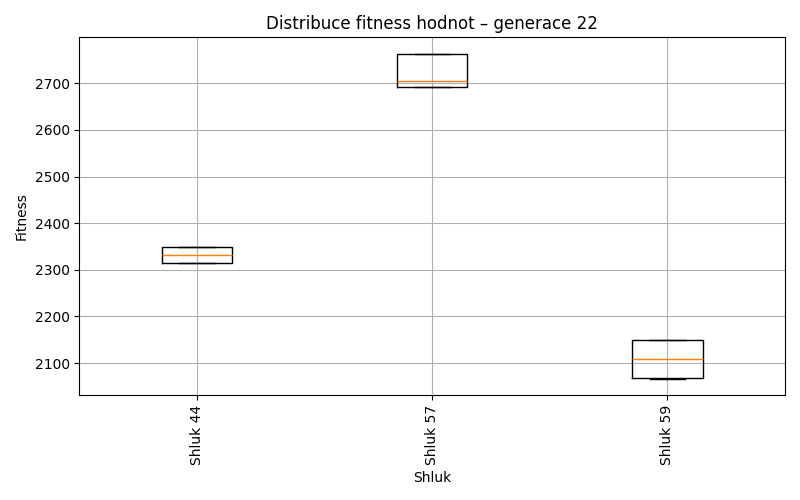 Distribuce fitness hodnot – generace 22
Fitness
2700
2600
2500
2400
2300
2200
2100
Shluk 44
Shluk 57
Shluk 59
Shluk